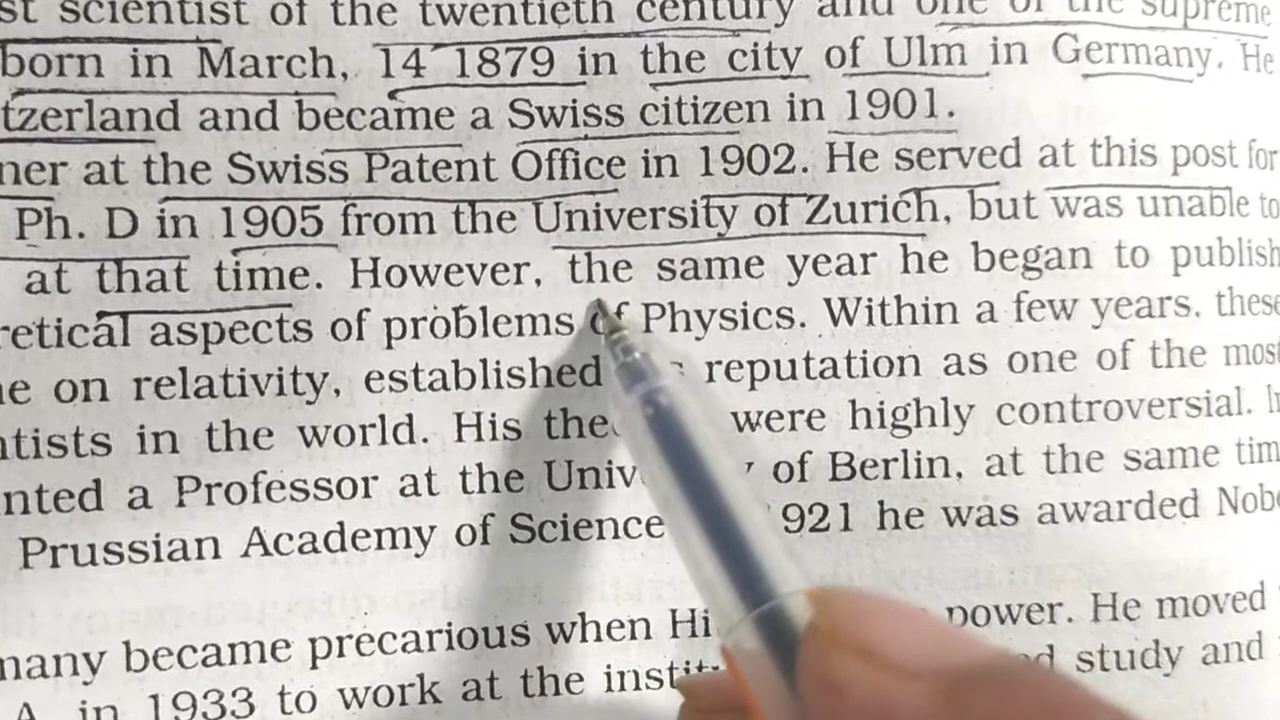 st scientist of the twentieth century and one of the supreme
born in March, 14 1879 in the city of Ulm in Germany. He
tzerland and became a Swiss citizen in 1901.
ner at the Swiss Patent Office in 1902. He served at this post for
Ph. D in 1905 from the University of Zurich, but was unable to
at that time. However, the same year he began to publish
retical aspects of problems of Physics. Within a few years, these
e on relativity, established reputation as one of the most
ntists in the world. His the were highly controversial. I
nted a Professor at the Univ of Berlin, at the same tim
Prussian Academy of Science 921 he was awarded Nob
many became precarious when Hi power. He moved
A. in 1933 to work at the instit d study and